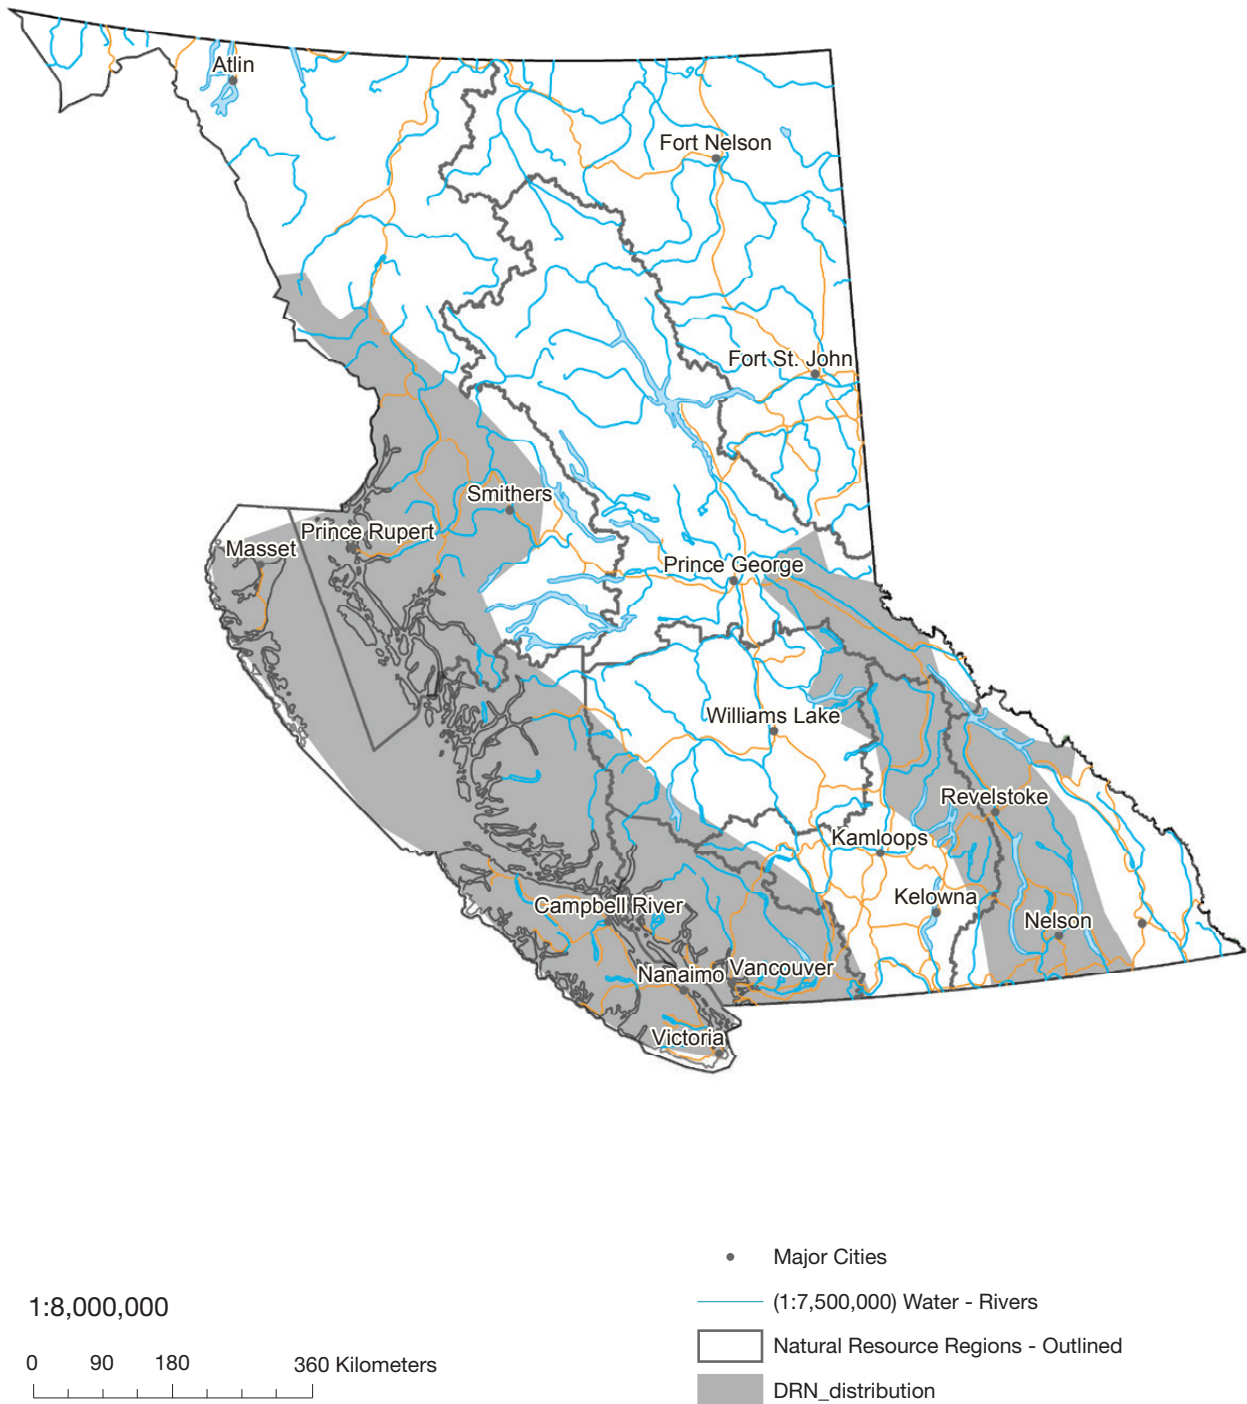 Atlin
Fort Nelson
Fort St. John
Smithers
Prince Rupert
Masset
Prince George
Williams Lake
Revelstoke
Kamloops
Kelowna
Campbell River
Nelson
Nanaimo
Vancouver
Victoria
Major Cities
1:8,000,000
(1:7,500,000) Water - Rivers
Natural Resource Regions - Outlined
0 90 180 360 Kilometers
DRN_distribution